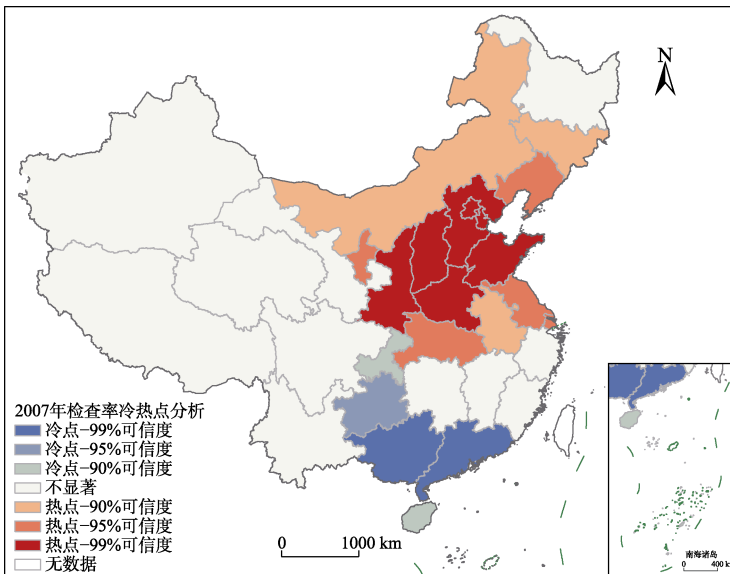 N
2007年检查率冷热点分析
冷点-99%可信度
冷点-95%可信度
冷点-90%可信度
不显著
热点-90%可信度
热点-95%可信度
热点-99%可信度
无数据
0 1000 km
南海诸岛
0 400 km